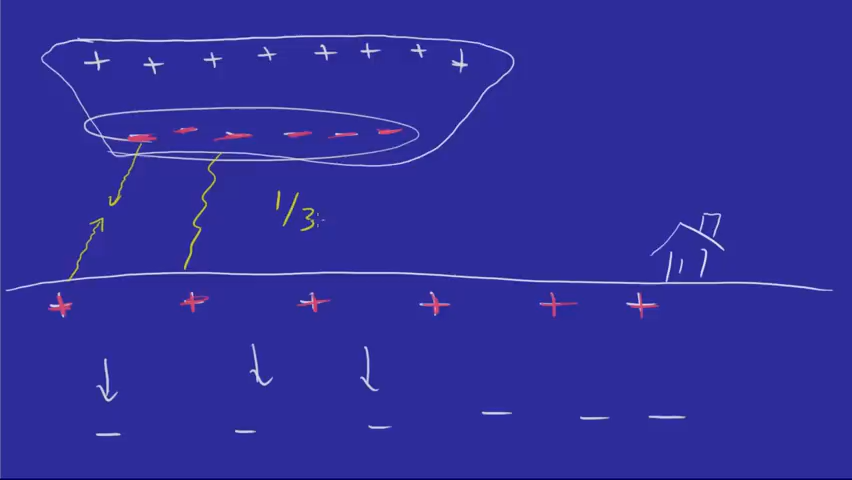 + + + + + + + +
- - - - - -
1/3
+ + + + + +
- - - - - -